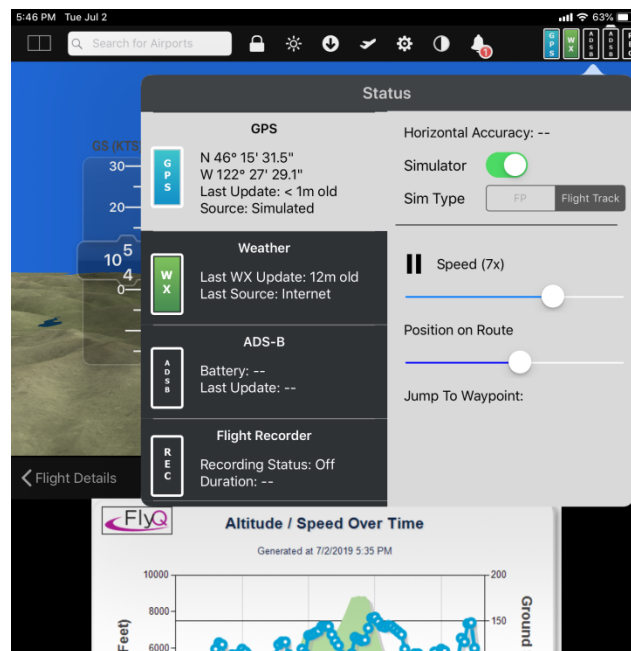 5:46 PM Tue Jul 2
63%
Search for Airports
1
GPS
WX
ADSB
ADSB
Status
GS (KTS)
30
20
10
5
4
0
GPS
GPS
N 46° 15' 31.5"
W 122° 27' 29.1"
Last Update: < 1m old
Source: Simulated
Weather
WX
Last WX Update: 12m old
Last Source: Internet
ADS-B
ADSB
Battery: --
Last Update: --
Flight Recorder
REC
Recording Status: Off
Duration: --
Horizontal Accuracy: --
Simulator
Sim Type
FP
Flight Track
Speed (7x)
Position on Route
Jump To Waypoint:
Flight Details
FlyQ
Altitude / Speed Over Time
Generated at 7/2/2019 5:35 PM
10000
8000
6000
200
150
Feet)
Ground